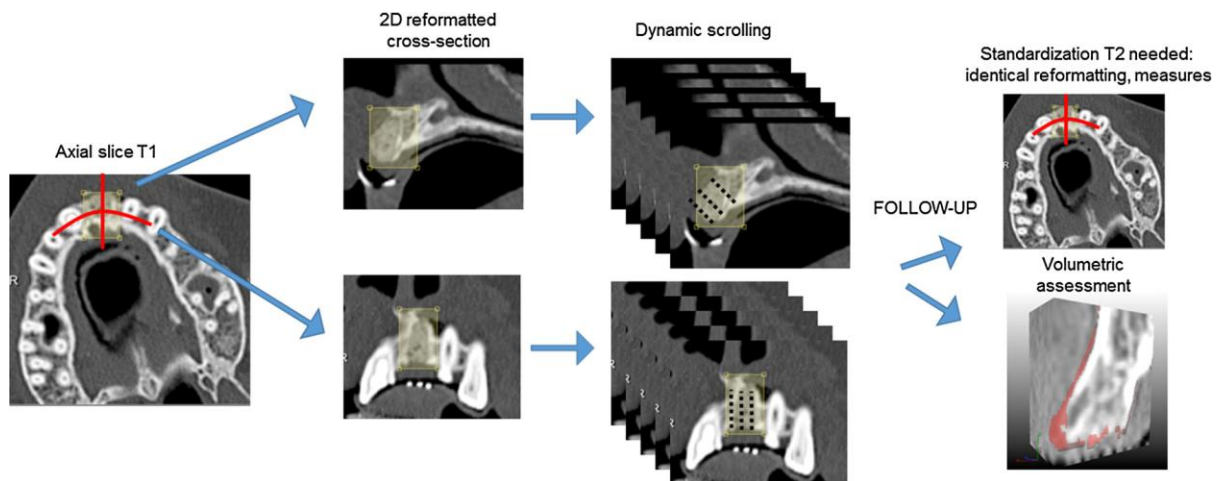 2D reformatted
cross-section
Dynamic scrolling
Standardization T2 needed:
identical reformatting, measures
Axial slice T1
R
FOLLOW-UP
R
Volumetric
assessment
R
R